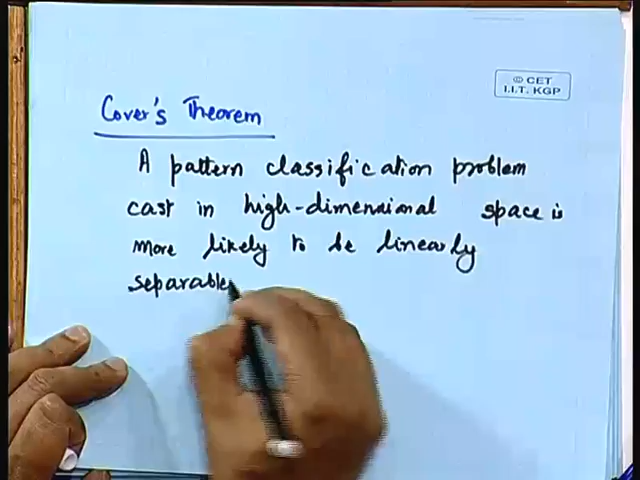 © CET
I.I.T. KGP
Cover's Theorem
A pattern classification problem
cast in high-dimensional space is
more likely to be linearly
separable